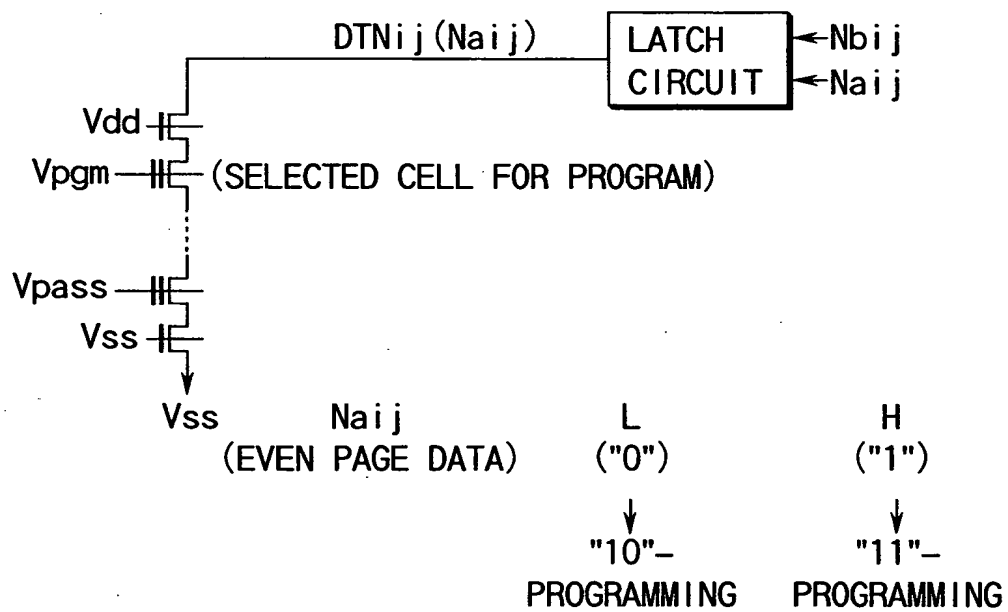 DTNij(Naij)
LATCH
CIRCUIT
Nbij
Naij
Vdd
Vpgm
(SELECTED CELL FOR PROGRAM)
Vpass
Vss
Vss Naij L H
(EVEN PAGE DATA) ("0") ("1")
"10"- "11"-
PROGRAMMING PROGRAMMING